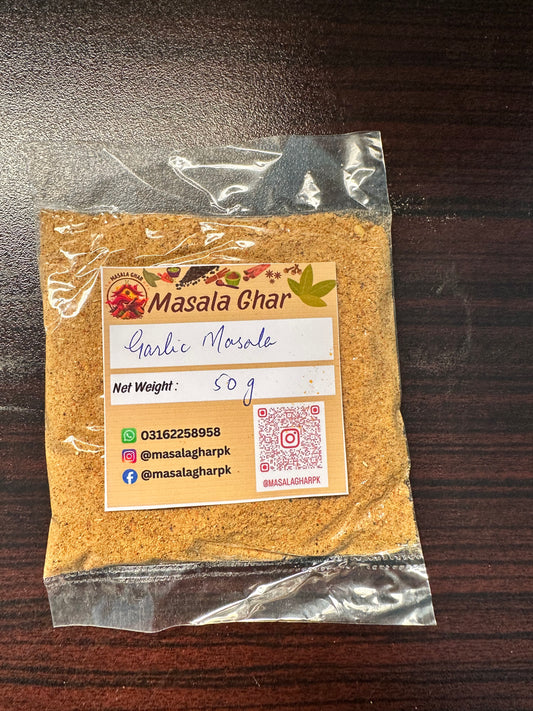 MASALA GHAR
Masala Ghar
Garlic Masala
Net Weight : 50 g
03162258958
@masalagharpk
@masalagharpk
@MASALAGHARPK